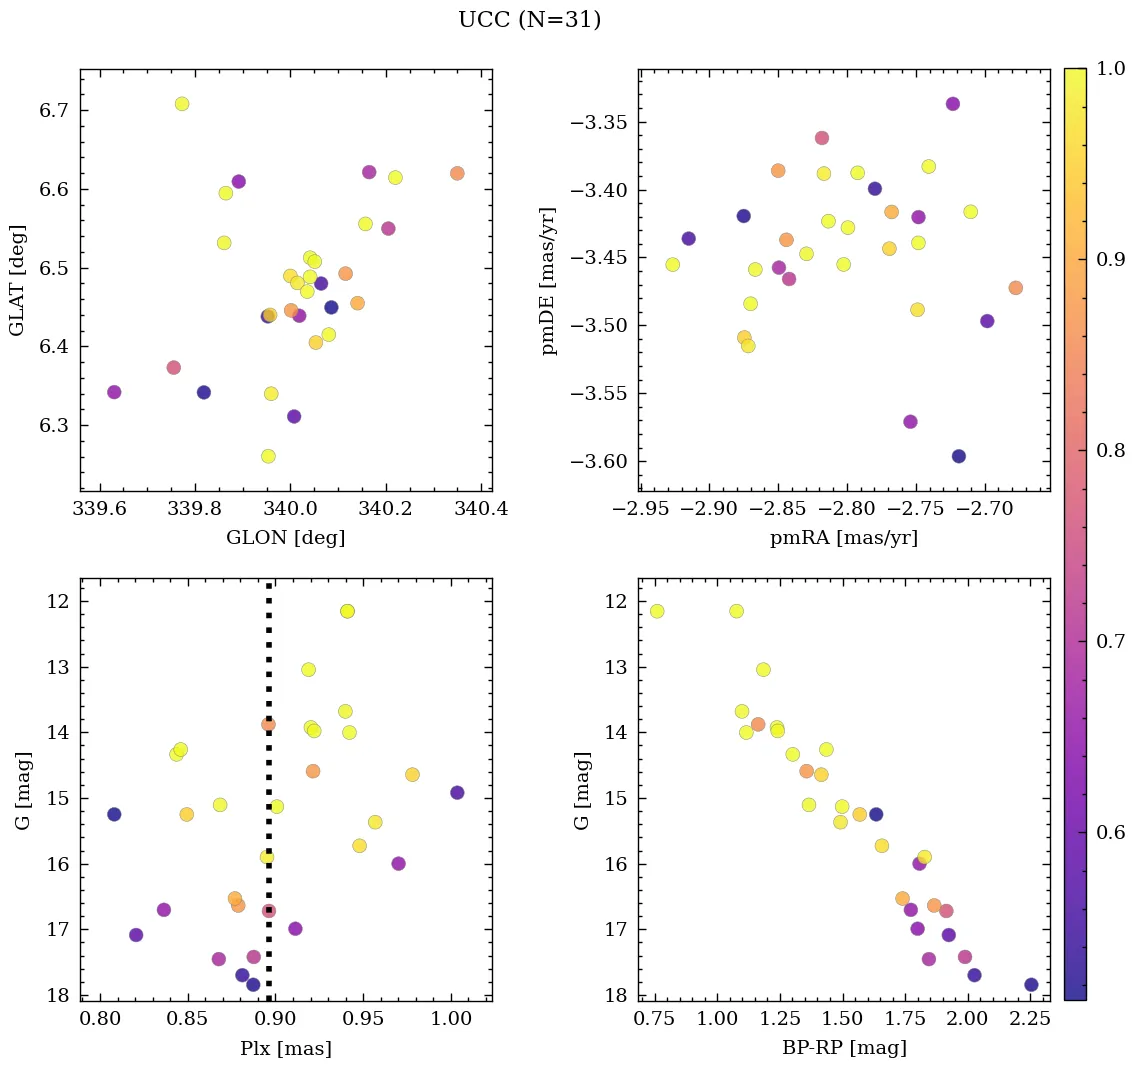 UCC (N=31)
6.7
6.6
6.5
6.4
6.3
GLAT [deg]
339.6 339.8 340.0 340.2 340.4
GLON [deg]
−3.35
−3.40
−3.45
−3.50
−3.55
−3.60
pmDE [mas/yr]
−2.95 −2.90 −2.85 −2.80 −2.75 −2.70
pmRA [mas/yr]
1.0
0.9
0.8
0.7
0.6
12
13
14
15
16
17
18
G [mag]
0.80 0.85 0.90 0.95 1.00
Plx [mas]
12
13
14
15
16
17
18
G [mag]
0.75 1.00 1.25 1.50 1.75 2.00 2.25
BP-RP [mag]